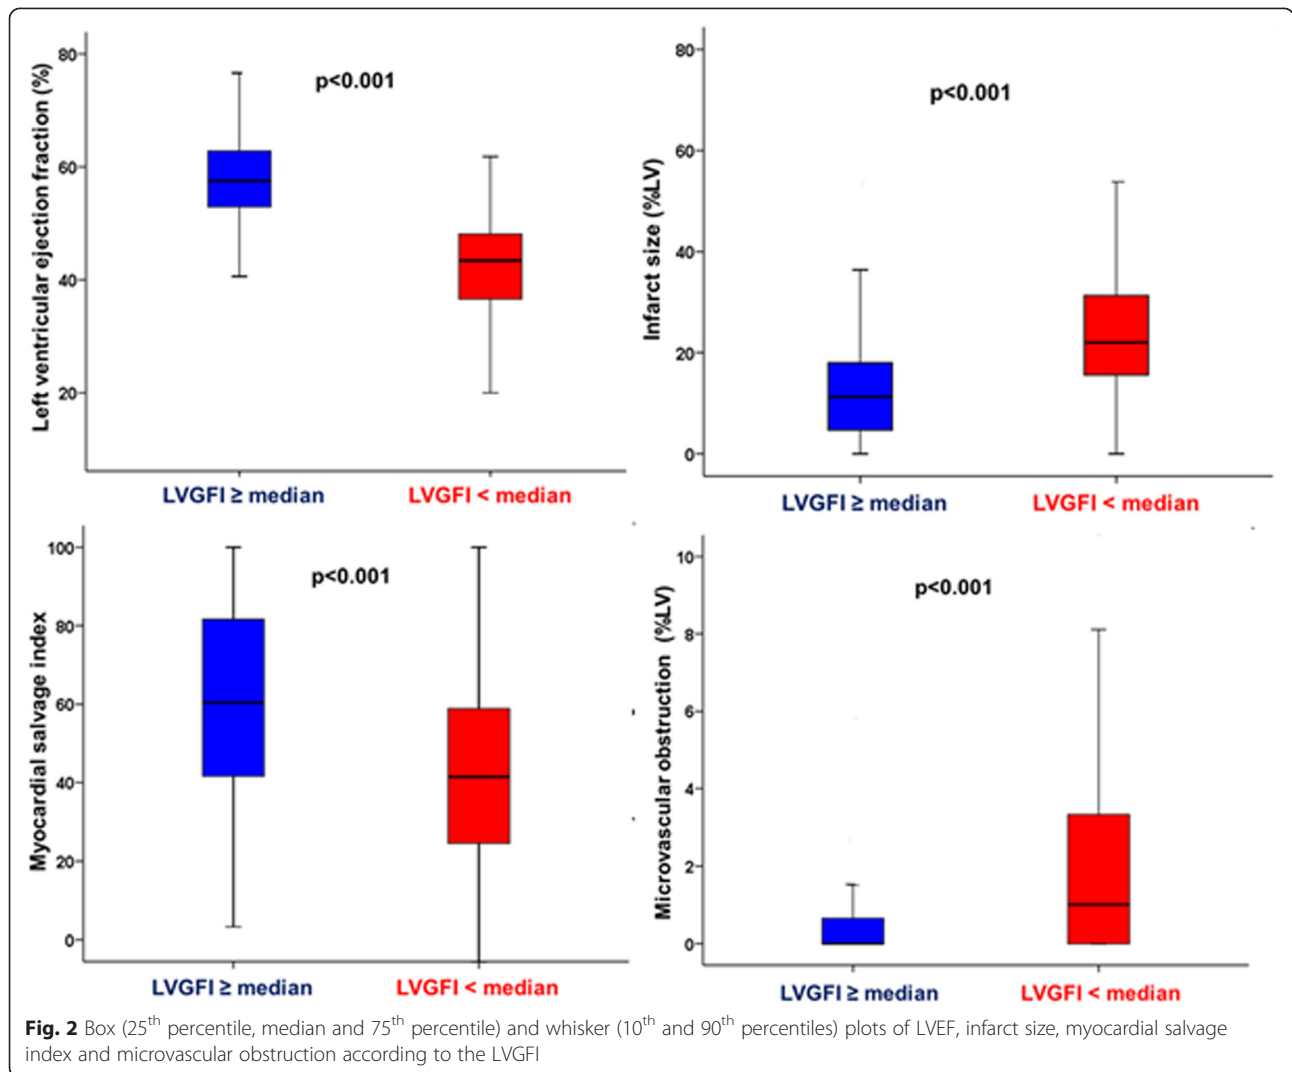 Left ventricular ejection fraction (%)
80
60
40
20
p<0.001
LVGFI ≥ median
LVGFI < median
Infarct size (%LV)
80
60
40
20
0
p<0.001
LVGFI ≥ median
LVGFI < median
Myocardial salvage index
100
80
60
40
20
0
p<0.001
LVGFI ≥ median
LVGFI < median
Microvascular obstruction (%LV)
10
8
6
4
2
0
p<0.001
LVGFI ≥ median
LVGFI < median
Fig. 2 Box (25th percentile, median and 75th percentile) and whisker (10th and 90th percentiles) plots of LVEF, infarct size, myocardial salvage
index and microvascular obstruction according to the LVGFI